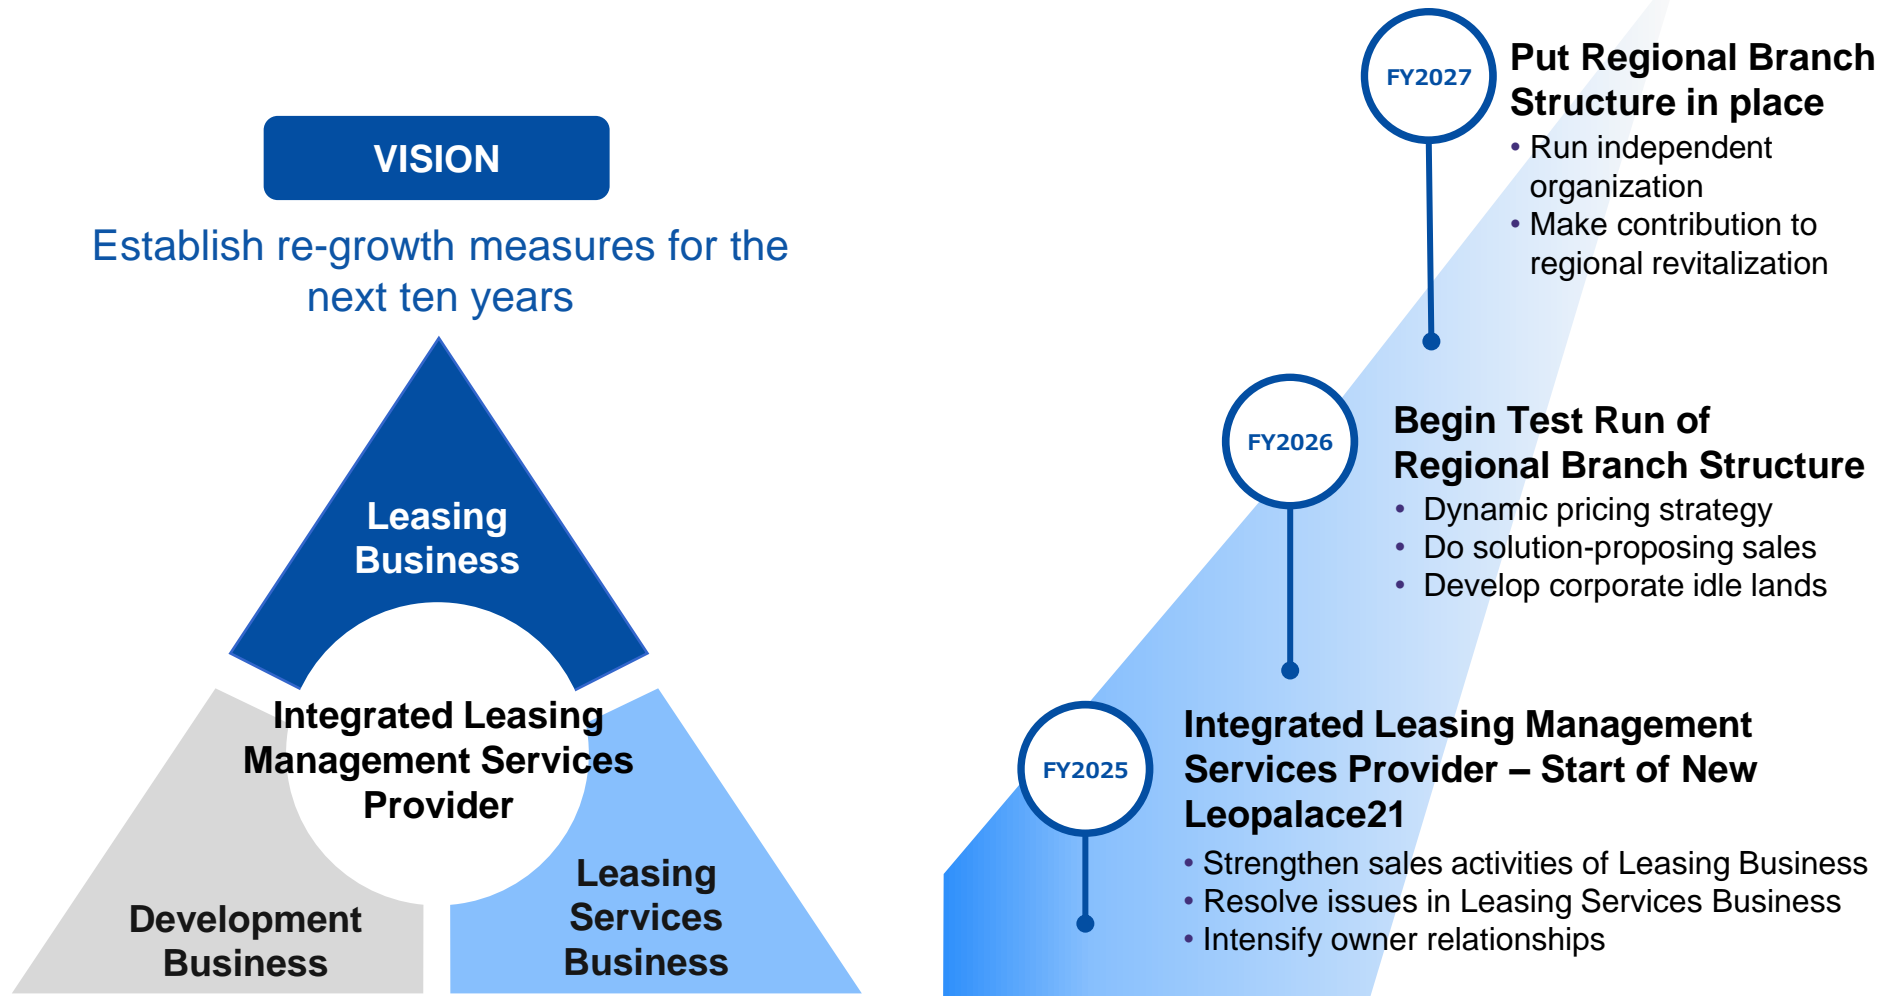 VISION
Establish re-growth measures for the
next ten years
Leasing
Business
Integrated Leasing
Management Services
Provider
Development
Business
Leasing
Services
Business
FY2027
Put Regional Branch
Structure in place
• Run independent
organization
• Make contribution to
regional revitalization
FY2026
Begin Test Run of
Regional Branch Structure
• Dynamic pricing strategy
• Do solution-proposing sales
• Develop corporate idle lands
FY2025
Integrated Leasing Management
Services Provider – Start of New
Leopalace21
• Strengthen sales activities of Leasing Business
• Resolve issues in Leasing Services Business
• Intensify owner relationships